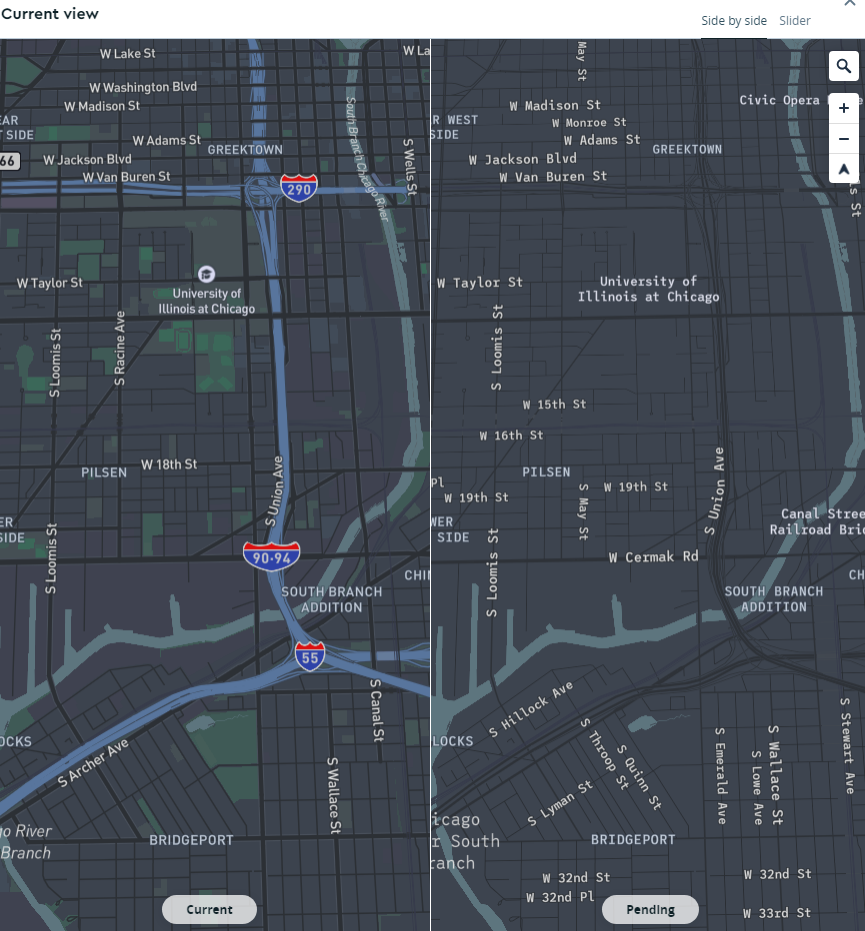 Current view
Side by side
Slider
W Lake St
W La
W Washington Blvd
W Madison St
EAR
T SIDE
W Adams St
GREEKTOWN
66
W Jackson Blvd
W Van Buren St
290
South Branch Chicago River
S Wells St
W Taylor St
University of
Illinois at Chicago
S Loomis St
S Racine Ave
PILSEN
W 18th St
S Union Ave
ER
SIDE
S Loomis St
90·94
SOUTH BRANCH
ADDITION
CHI
55
S Canal St
OCKS
S Archer Ave
S Wallace St
go River
Branch
BRIDGEPORT
Current
May St
Civic Opera
e
R WEST
SIDE
W Madison St
W Monroe St
W Adams St
GREEKTOWN
W Jackson Blvd
W Van Buren St
ls St
W Taylor St
University of
Illinois at Chicago
S Loomis St
W 15th St
W 16th St
PILSEN
Pl
W 19th St
S May St
W 19th St
S Union Ave
Canal Stree
Railroad Bric
WER
SIDE
S Loomis St
W Cermak Rd
CH
SOUTH BRANCH
ADDITION
S Hillock Ave
LOCKS
S Throop St
S Quinn St
S Emerald Ave
S Lowe Ave
S Wallace St
S Stewart Ave
S Lyman St
icago
r South
ranch
BRIDGEPORT
W 32nd St
W 32nd St
W 32nd Pl
W 33rd St
Pending